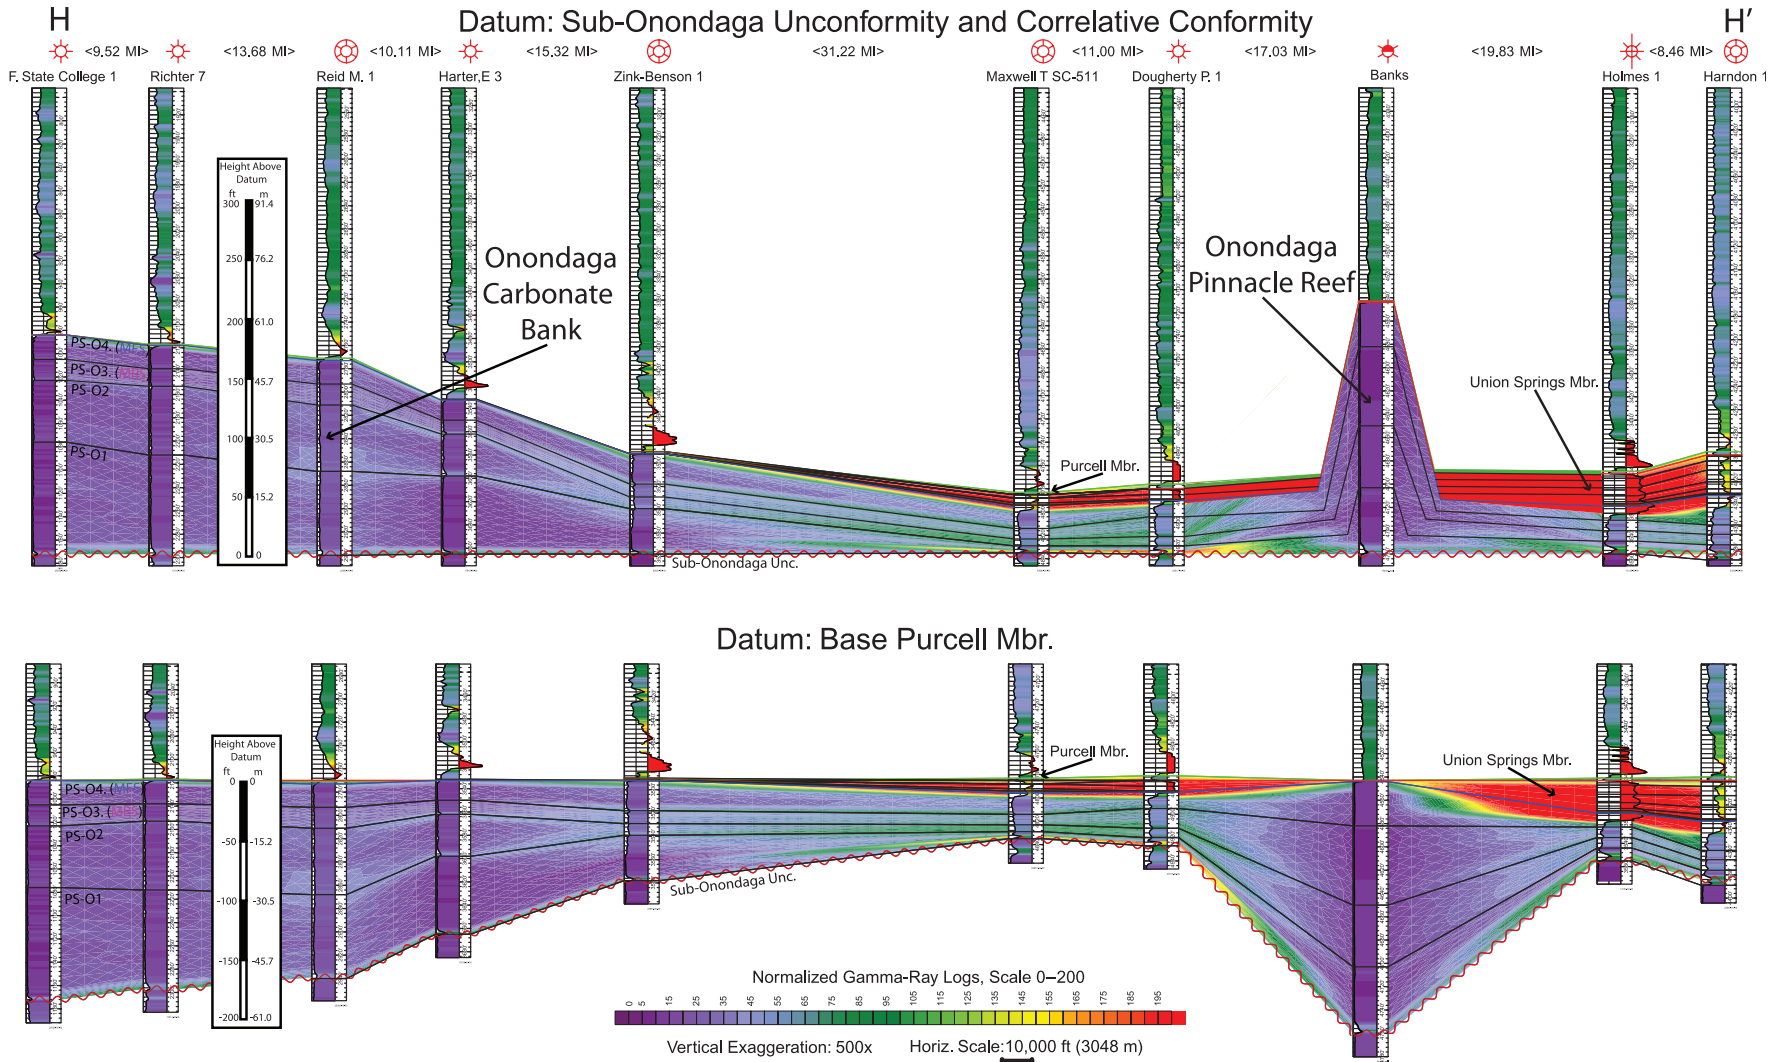 H
Datum: Sub-Onondaga Unconformity and Correlative Conformity
H'
<9.52 MI> <13.68 MI> <10.11 MI> <15.32 MI> <31.22 MI> <11.00 MI> <17.03 MI> <19.83 MI> <8.46 MI>
F. State College 1 Richter 7 Reid M. 1 Harter,E 3 Zink-Benson 1 Maxwell T SC-511 Dougherty P. 1 Banks Holmes 1 Harndon 1
Height Above
Datum
ft m
300 91.4
250 76.2
200 61.0
150 45.7
100 30.5
50 15.2
0 0
Onondaga
Carbonate
Bank
Onondaga
Pinnacle Reef
PS-O4. (MFS)
PS-O3. (MRS)
PS-O2
PS-O1
Purcell Mbr.
Union Springs Mbr.
Sub-Onondaga Unc.
Datum: Base Purcell Mbr.
Height Above
Datum
ft m
0 0
-50 -15.2
-100 -30.5
-150 -45.7
-200 -61.0
PS-O4. (MFS)
PS-O3. (MRS)
PS-O2
PS-O1
Purcell Mbr.
Union Springs Mbr.
Sub-Onondaga Unc.
Normalized Gamma-Ray Logs, Scale 0–200
0 5 15 25 35 45 55 65 75 85 95 105 115 125 135 145 155 165 175 185 195
Vertical Exaggeration: 500x Horiz. Scale:10,000 ft (3048 m)